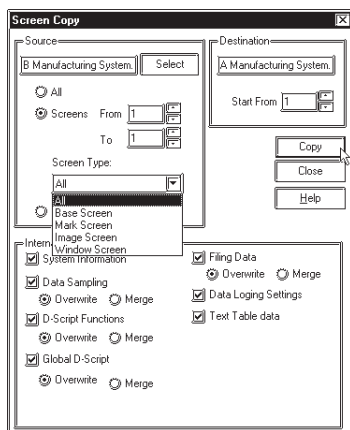 Screen Copy
Source
B Manufacturing System.
Select
All
Screens From 1
To 1
Screen Type:
All
All
Base Screen
Mark Screen
Image Screen
Window Screen
Destination
A Manufacturing System.
Start From 1
Copy
Close
Help
System Information
Data Sampling
Overwrite Merge
D-Script Functions
Overwrite Merge
Global D-Script
Overwrite Merge
Filing Data
Overwrite Merge
Data Loging Settings
Text Table data